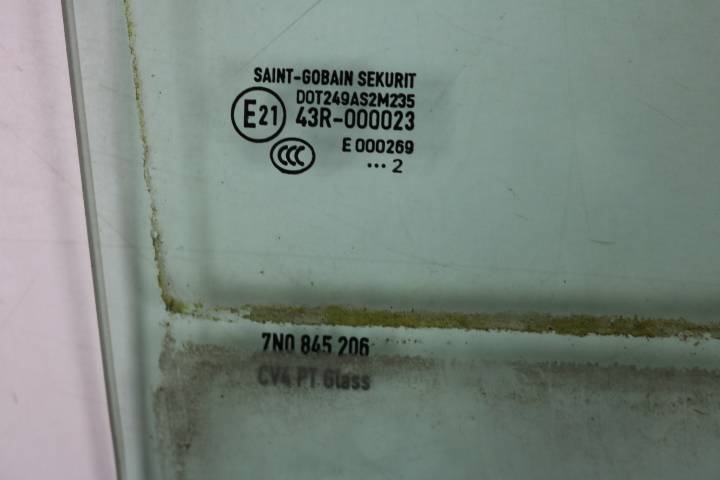 SAINT-GOBAIN SEKURIT
DOT249AS2M235
E21 43R-000023
E 000269
CCC
... 2
7N0 845 206
CV4 PT Glass